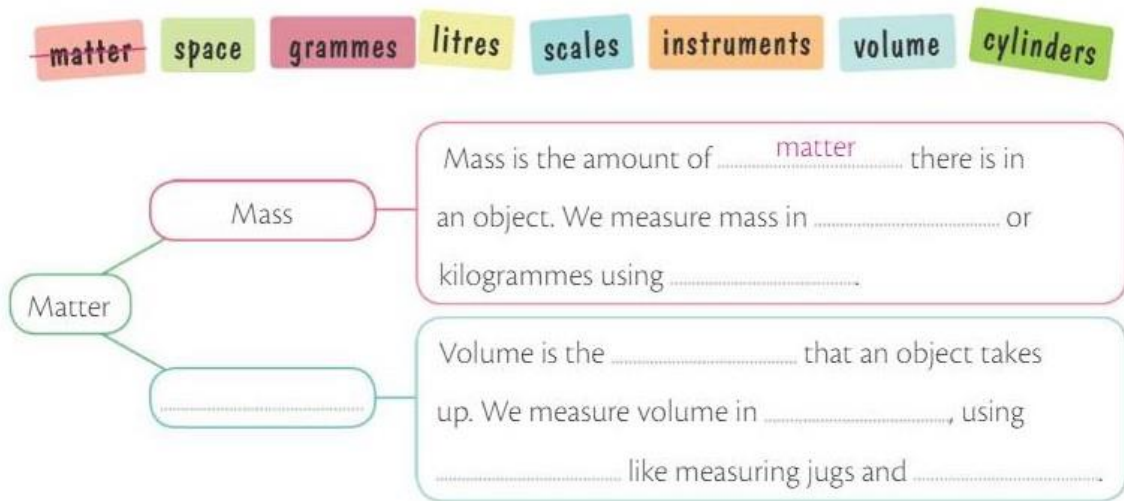 matter space grammes litres scales instruments volume cylinders
Mass is the amount of matter there is in
an object. We measure mass in or
kilogrammes using .
Mass
Matter
Volume is the that an object takes
up. We measure volume in , using
like measuring jugs and .